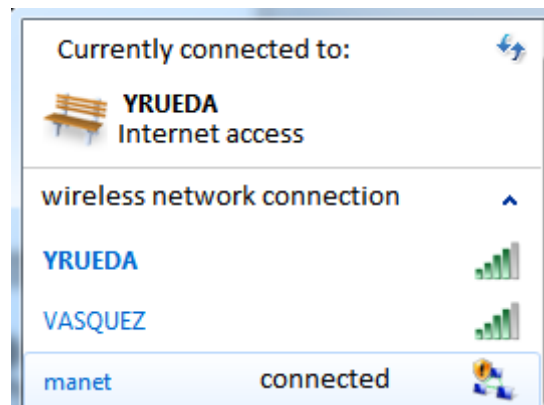 Currently connected to:
YRUEDA
Internet access
wireless network connection
YRUEDA
VASQUEZ
manet connected